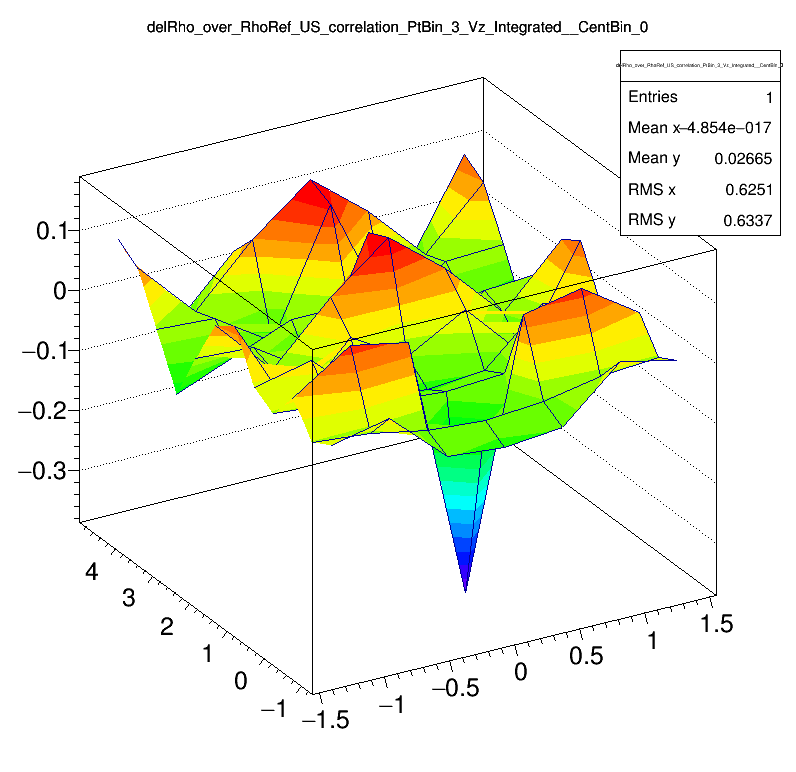 delRho_over_RhoRef_US_correlation_PtBin_3_Vz_Integrated__CentBin_0
delRho_over_RhoRef_US_correlation_PtBin_3_Vz_Integrated__CentBin_0
Entries 1
Mean x −4.854e−017
Mean y 0.02665
RMS x 0.6251
RMS y 0.6337
0.1
0
−0.1
−0.2
−0.3
4
3
2
1
0
−1
−1.5
−1
−0.5
0
0.5
1
1.5